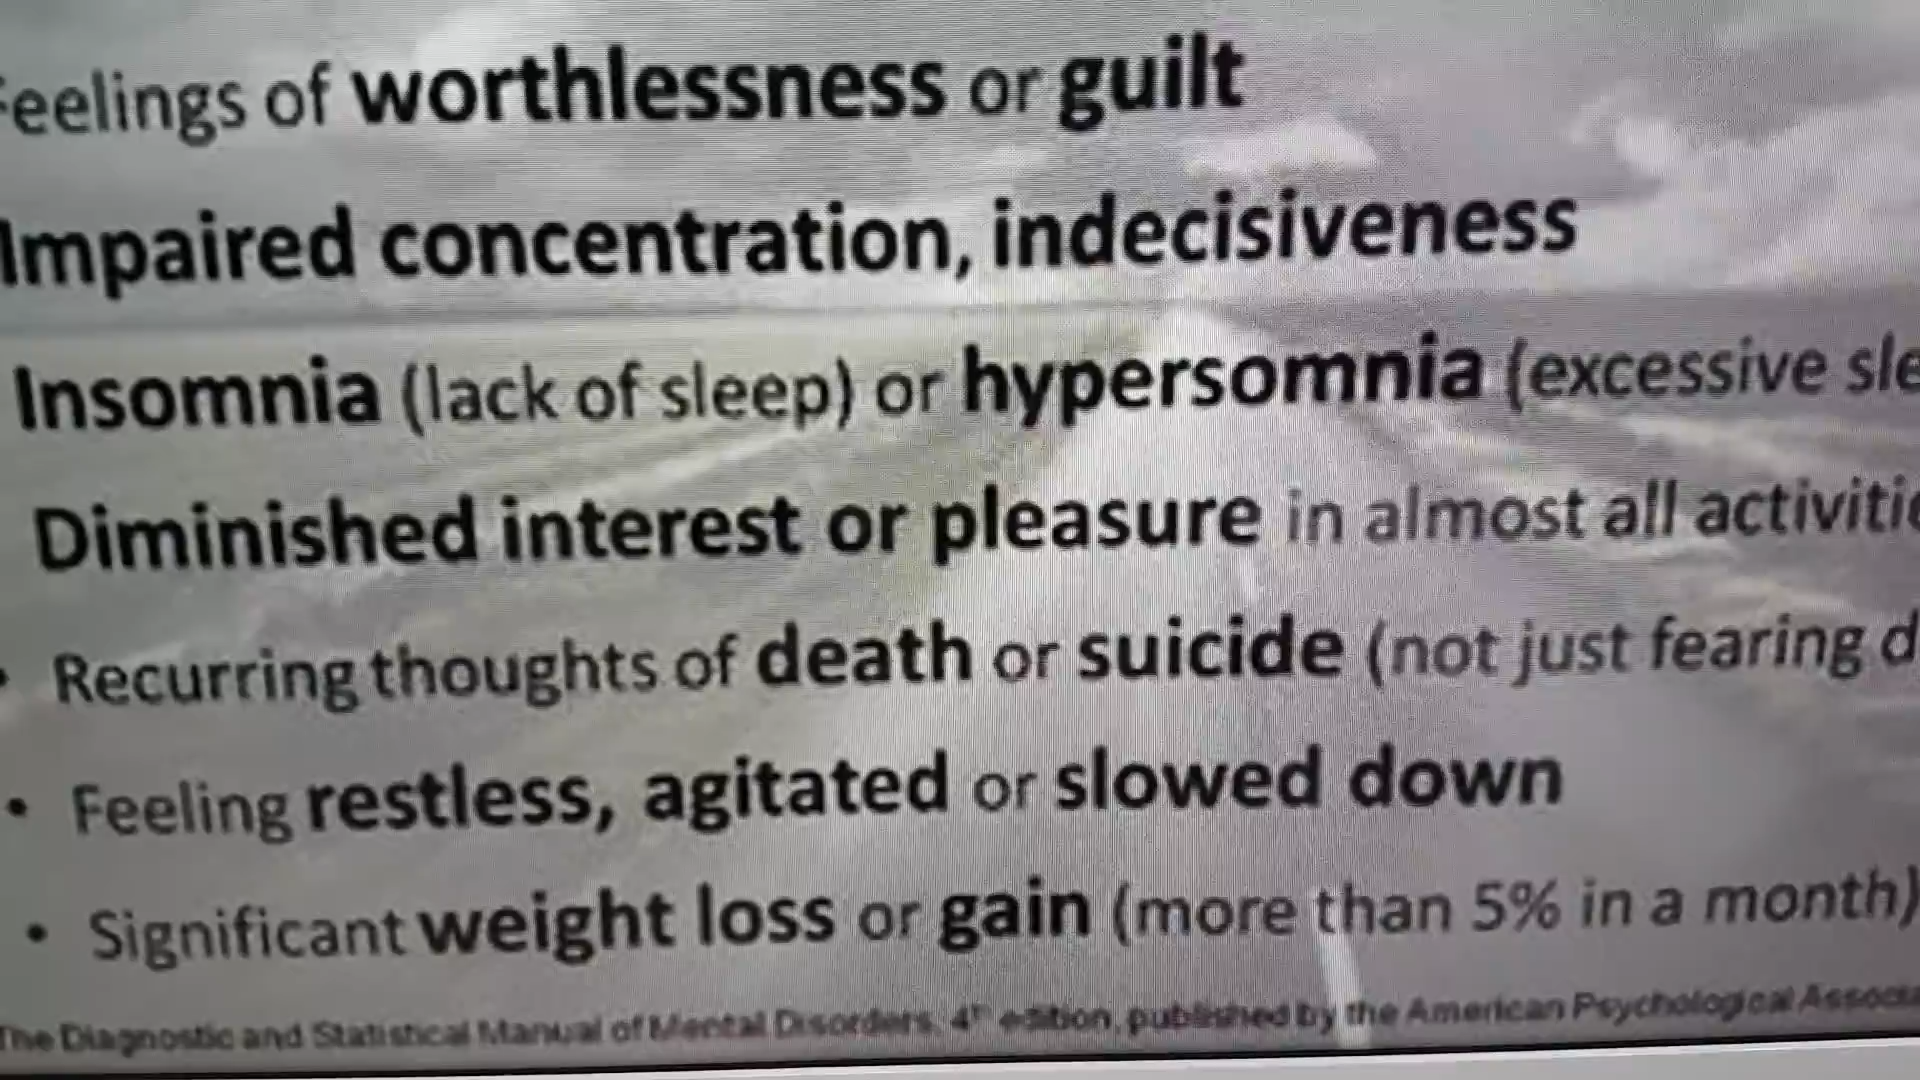 Feelings of worthlessness or guilt
Impaired concentration, indecisiveness
Insomnia (lack of sleep) or hypersomnia (excessive sle
Diminished interest or pleasure in almost all activitie
• Recurring thoughts of death or suicide (not just fearing d
• Feeling restless, agitated or slowed down
• Significant weight loss or gain (more than 5% in a month)
The Diagnostic and Statistical Manual of Mental Disorders, 4th edition, published by the American Psychological Associa